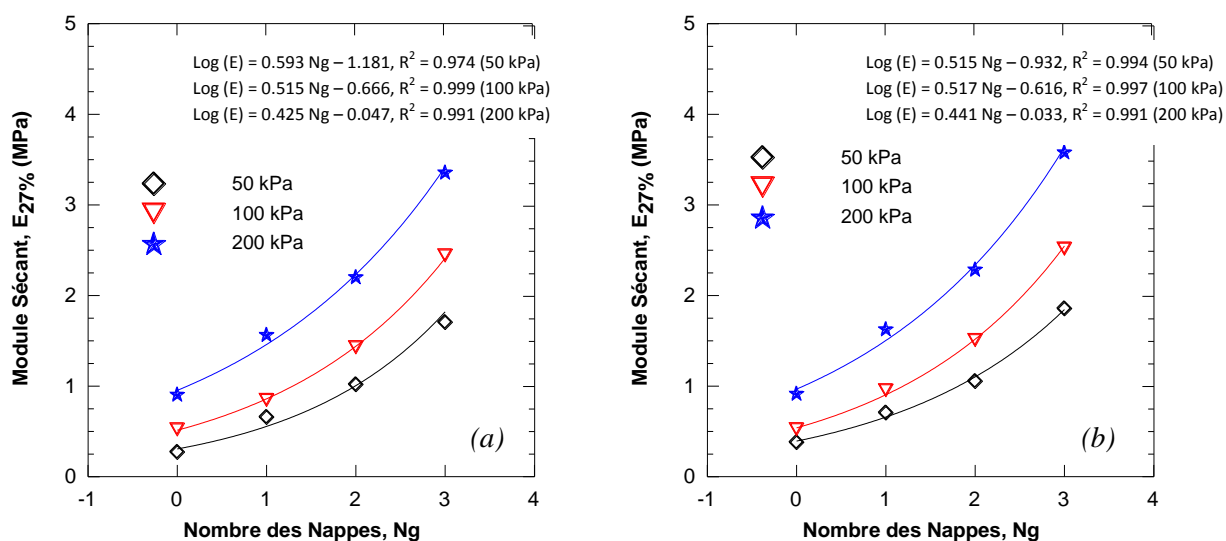 Log (E) = 0.593 Ng – 1.181, R² = 0.974 (50 kPa)
Log (E) = 0.515 Ng – 0.666, R² = 0.999 (100 kPa)
Log (E) = 0.425 Ng – 0.047, R² = 0.991 (200 kPa)
50 kPa
100 kPa
200 kPa
Module Sécant, E27% (MPa)
5
4
3
2
1
0
(a)
-1 0 1 2 3 4
Nombre des Nappes, Ng
Log (E) = 0.515 Ng – 0.932, R² = 0.994 (50 kPa)
Log (E) = 0.517 Ng – 0.616, R² = 0.997 (100 kPa)
Log (E) = 0.441 Ng – 0.033, R² = 0.991 (200 kPa)
50 kPa
100 kPa
200 kPa
Module Sécant, E27% (MPa)
5
4
3
2
1
0
(b)
-1 0 1 2 3 4
Nombre des Nappes, Ng